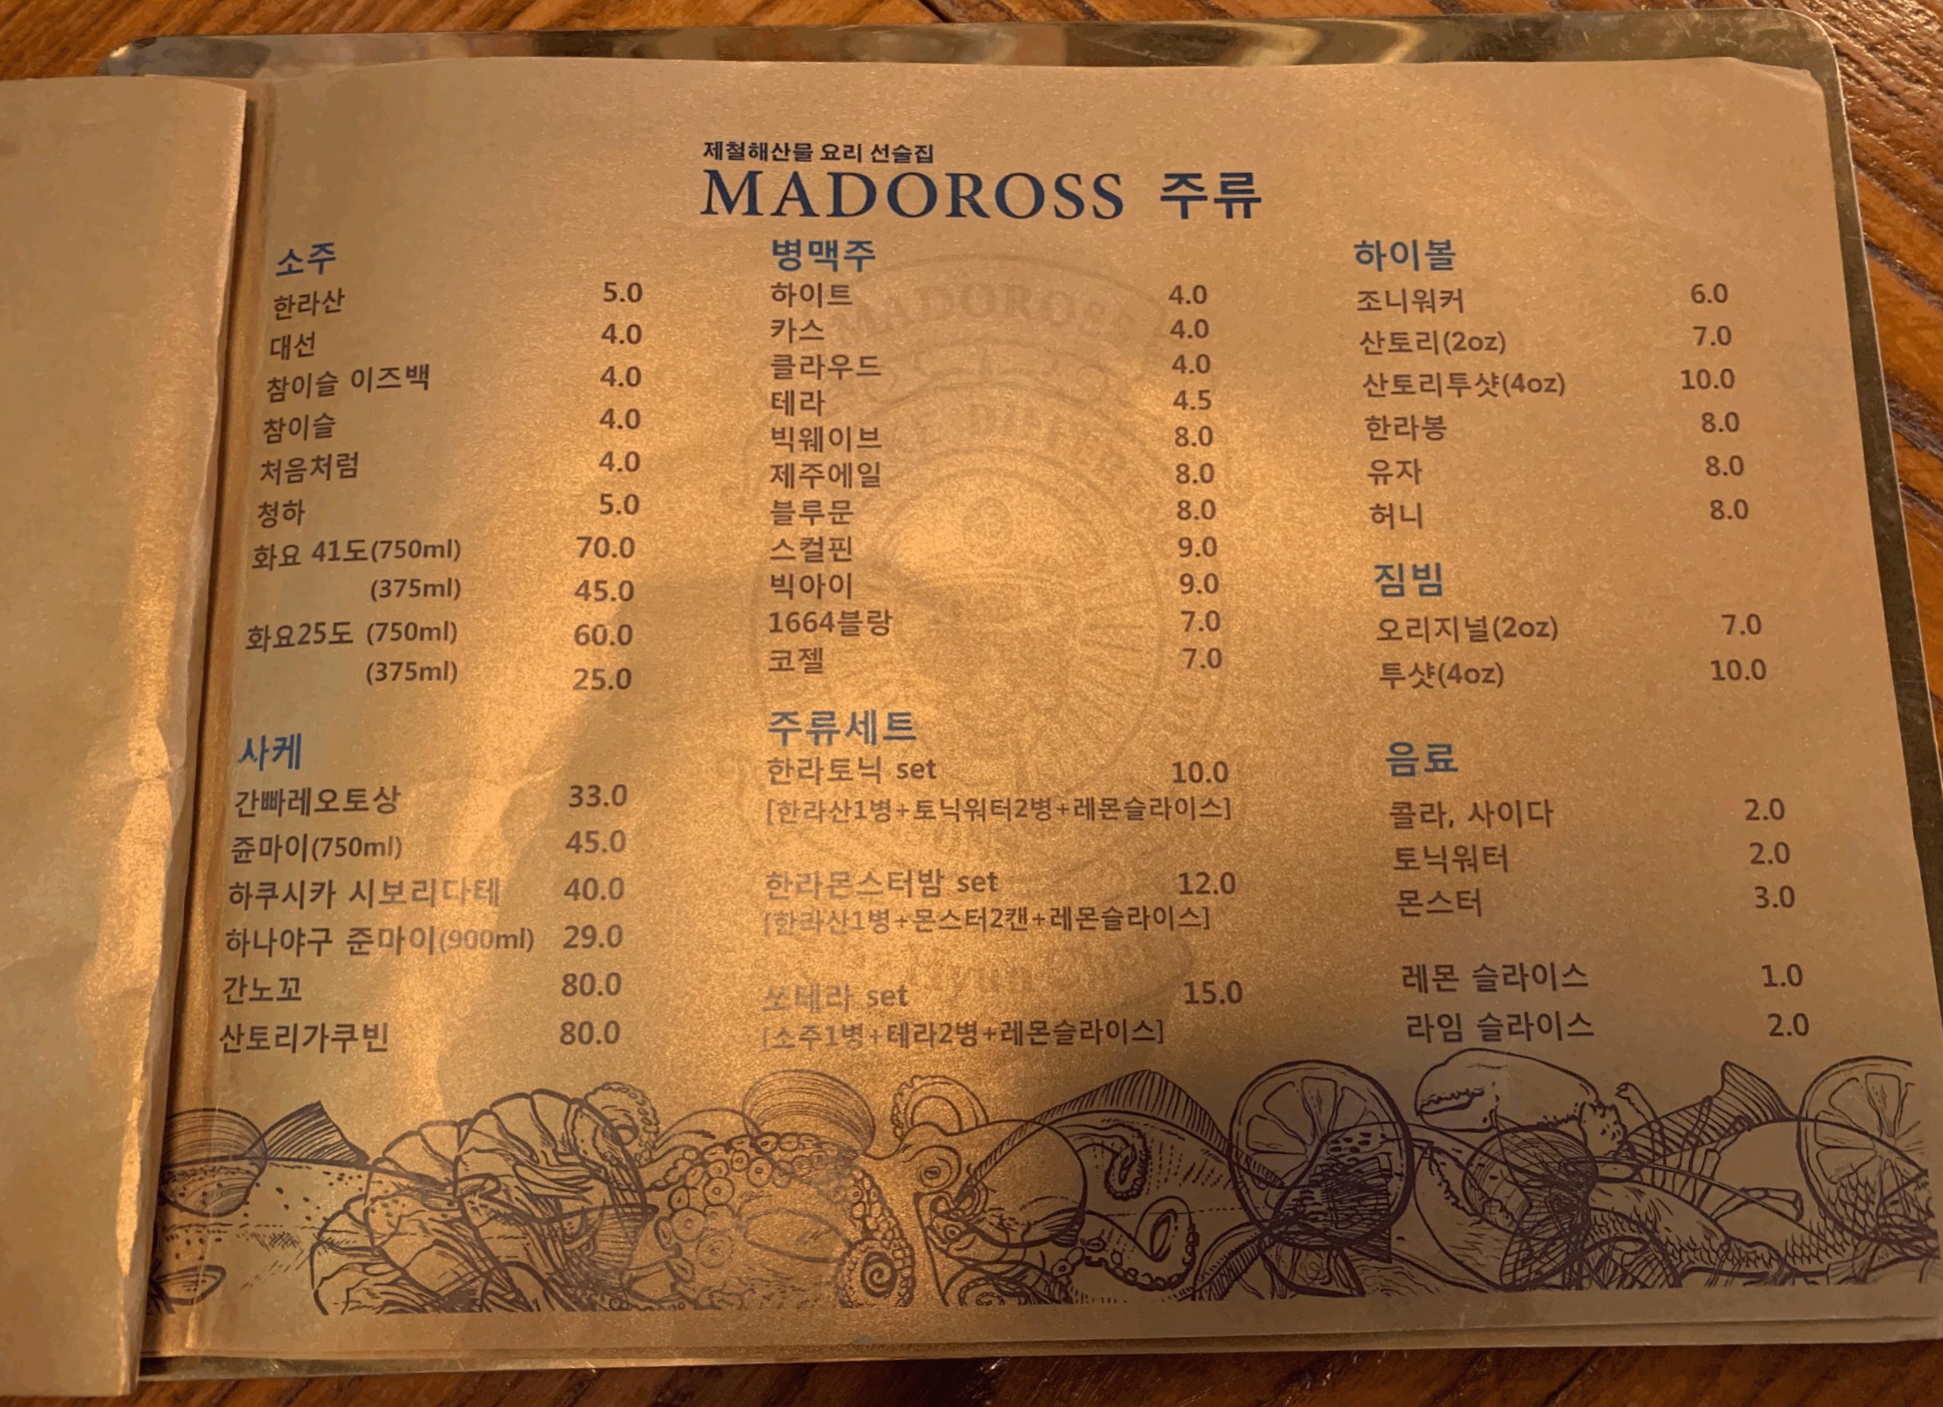 제철해산물 요리 선술집
MADOROSS 주류
소주
한라산 5.0
대선 4.0
참이슬 이즈백 4.0
참이슬 4.0
처음처럼 4.0
청하 5.0
화요 41도(750ml) 70.0
(375ml) 45.0
화요25도 (750ml) 60.0
(375ml) 25.0
사케
간빠레오토상 33.0
쥰마이(750ml) 45.0
하쿠시카 시보리다테 40.0
하나야구 준마이(900ml) 29.0
간노꼬 80.0
산토리가쿠빈 80.0
병맥주
하이트 4.0
카스 4.0
클라우드 4.0
테라 4.5
빅웨이브 8.0
제주에일 8.0
블루문 8.0
스컬핀 9.0
빅아이 9.0
1664블랑 7.0
코젤 7.0
주류세트
한라토닉 set 10.0
[한라산1병+토닉워터2병+레몬슬라이스]
한라몬스터밤 set 12.0
[한라산1병+몬스터2캔+레몬슬라이스]
쏘테라 set 15.0
[소주1병+테라2병+레몬슬라이스]
하이볼
조니워커 6.0
산토리(2oz) 7.0
산토리투샷(4oz) 10.0
한라봉 8.0
유자 8.0
허니 8.0
짐빔
오리지널(2oz) 7.0
투샷(4oz) 10.0
음료
콜라, 사이다 2.0
토닉워터 2.0
몬스터 3.0
레몬 슬라이스 1.0
라임 슬라이스 2.0
MADOROSS